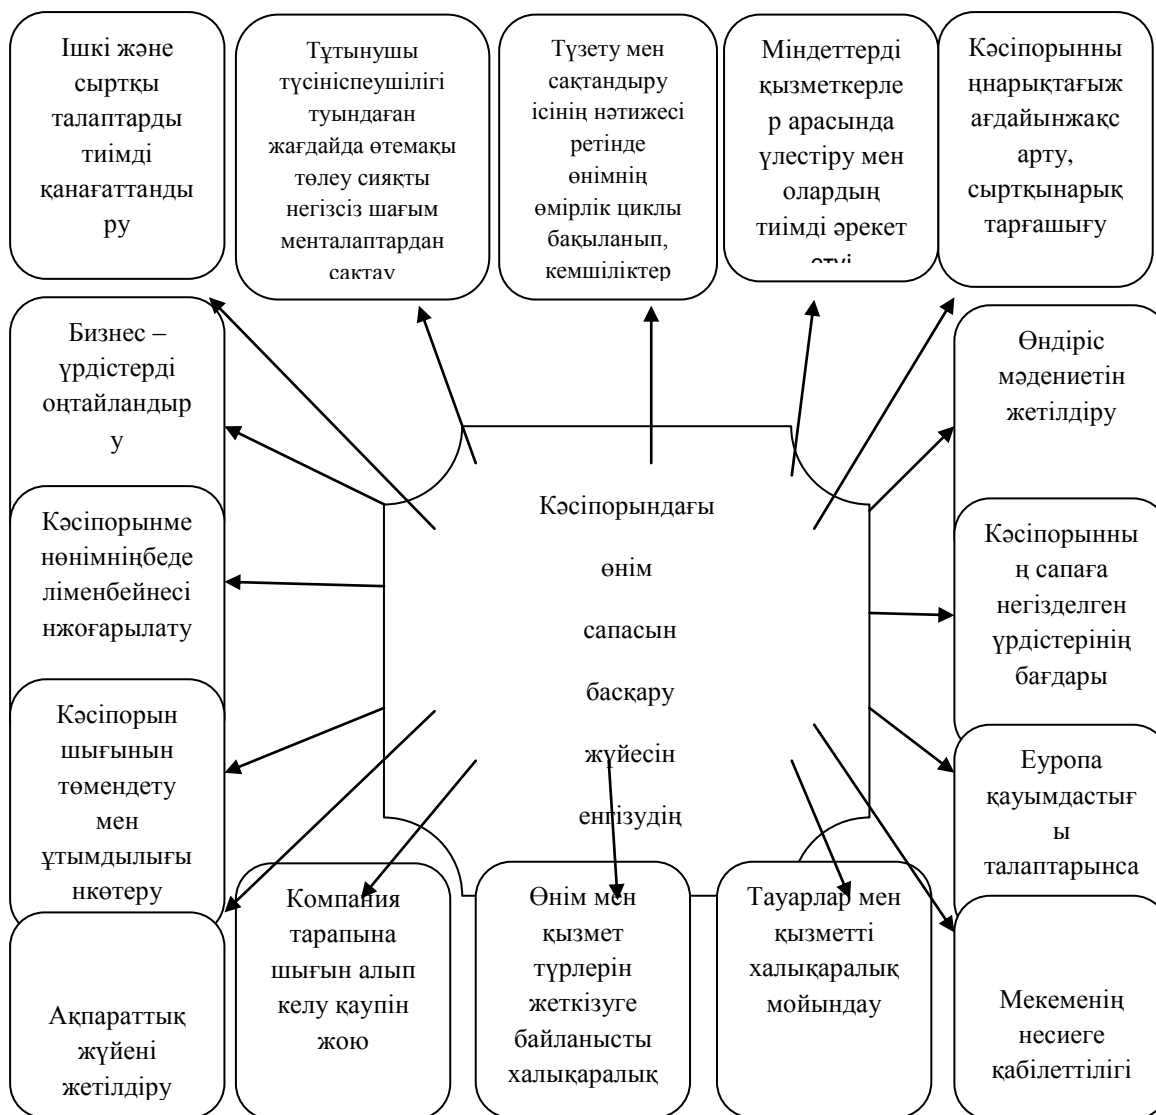 Ішкі және
сыртқы
талаптарды
тиімді
қанағаттанды
ру
Тұтынушы
түсініспеушілігі
туындаған
жағдайда өтемақы
төлеу сияқты
негізсіз шағым
менталаптардан
сақтау
Түзету мен
сақтандыру
ісінің нәтижесі
ретінде
өнімнің
өмірлік циклы
бақыланып,
кемшіліктер
Міндеттерді
қызметкерле
р арасында
үлестіру мен
олардың
тиімді әрекет
етуі
Кәсіпорынны
ңнарықтағыж
ағдайынжақс
арту,
сыртқынарық
тарғашығу
Бизнес –
үрдістерді
оңтайландыр
у
Өндіріс
мәдениетін
жетілдіру
Кәсіпорынме
нөнімніңбеде
ліменбейнесі
нжоғарылату
Кәсіпорындағы
өнім
сапасын
басқару
жүйесін
енгізудің
Кәсіпорынны
ң сапаға
негізделген
үрдістерінің
бағдары
Кәсіпорын
шығынын
төмендету
мен
ұтымдылығы
нкөтеру
Еуропа
қауымдастығ
ы
талаптарынса
Ақпараттық
жүйені
жетілдіру
Компания
тарапына
шығын алып
келу қаупін
жою
Өнім мен
қызмет
түрлерін
жеткізуге
байланысты
халықаралық
Тауарлар мен
қызметті
халықаралық
мойындау
Мекеменің
несиеге
қабілеттілігі